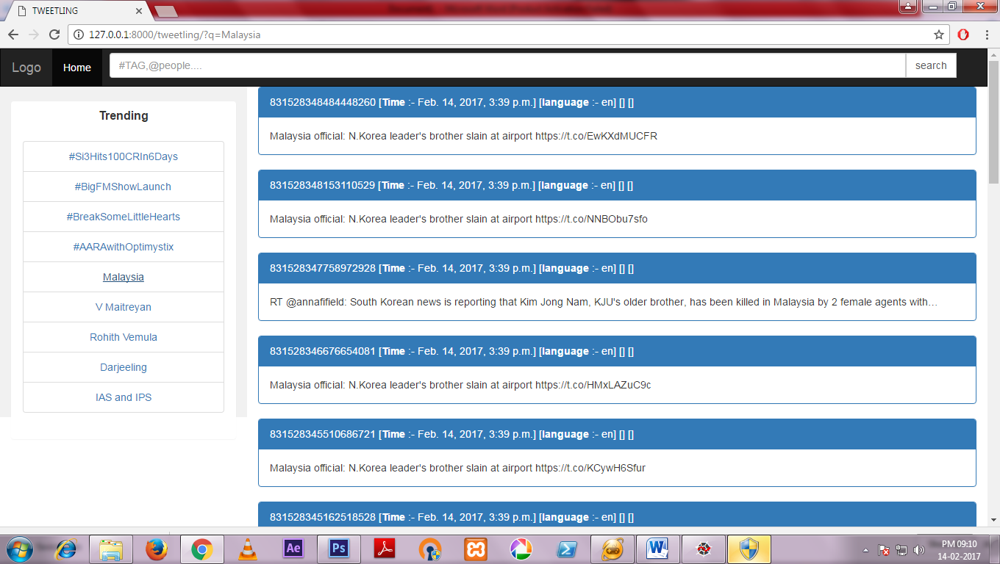 TWEETLING
127.0.0.1:8000/tweetling/?q=Malaysia
Logo
Home
#TAG,@people....
search
Trending
#Si3Hits100CRIn6Days
#BigFMShowLaunch
#BreakSomeLittleHearts
#AARAwithOptimystix
Malaysia
V Maitreyan
Rohith Vemula
Darjeeling
IAS and IPS
831528348484448260 [Time :- Feb. 14, 2017, 3:39 p.m.] [language :- en] [] []
Malaysia official: N.Korea leader's brother slain at airport https://t.co/EwKXdMUCFR
831528348153110529 [Time :- Feb. 14, 2017, 3:39 p.m.] [language :- en] [] []
Malaysia official: N.Korea leader's brother slain at airport https://t.co/NNBObu7sfo
831528347758972928 [Time :- Feb. 14, 2017, 3:39 p.m.] [language :- en] [] []
RT @annafifield: South Korean news is reporting that Kim Jong Nam, KJU's older brother, has been killed in Malaysia by 2 female agents with…
831528346676654081 [Time :- Feb. 14, 2017, 3:39 p.m.] [language :- en] [] []
Malaysia official: N.Korea leader's brother slain at airport https://t.co/HMxLAZuC9c
831528345510686721 [Time :- Feb. 14, 2017, 3:39 p.m.] [language :- en] [] []
Malaysia official: N.Korea leader's brother slain at airport https://t.co/KCywH6Sfur
831528345162518528 [Time :- Feb. 14, 2017, 3:39 p.m.] [language :- en] [] []
Ae
Ps
W
PM 09:10
14-02-2017